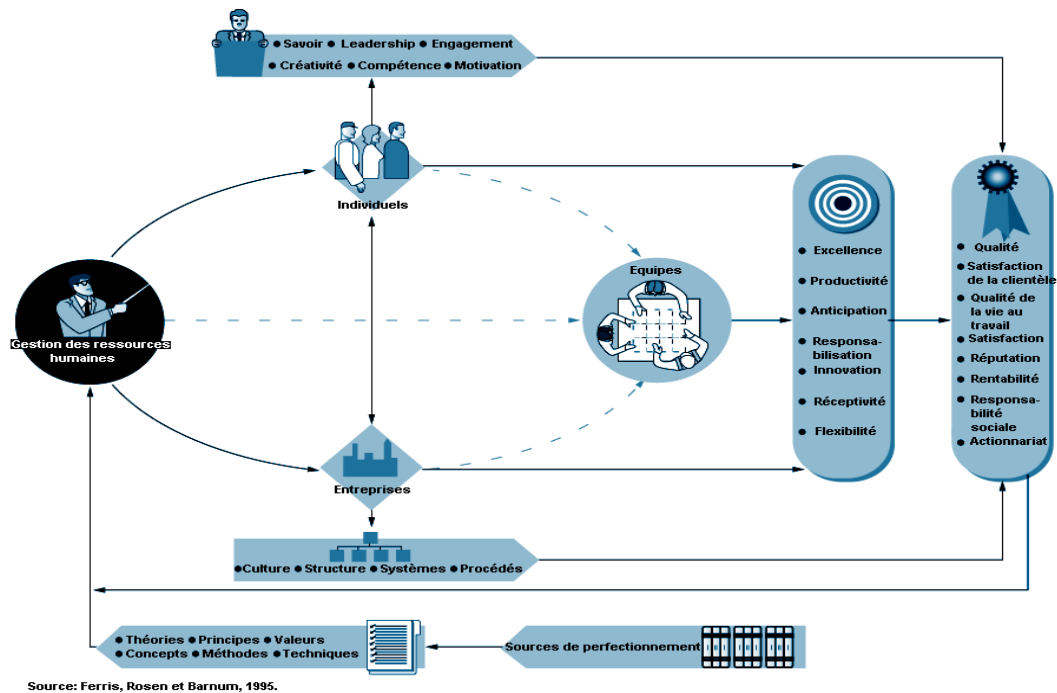 ● Savoir ● Leadership ● Engagement
● Créativité ● Compétence ● Motivation
Individuels
Equipes
Gestion des ressources
humaines
● Excellence
● Productivité
● Anticipation
● Responsa-
bilisation
● Innovation
● Réceptivité
● Flexibilité
● Qualité
● Satisfaction
de la clientèle
● Qualité de
la vie au
travail
● Satisfaction
● Réputation
● Rentabilité
● Responsa-
bilité
sociale
● Actionnariat
Entreprises
●Culture ● Structure ● Systèmes ● Procédés
● Théories ● Principes ● Valeurs
● Concepts ● Méthodes ● Techniques
Sources de perfectionnement
Source: Ferris, Rosen et Barnum, 1995.